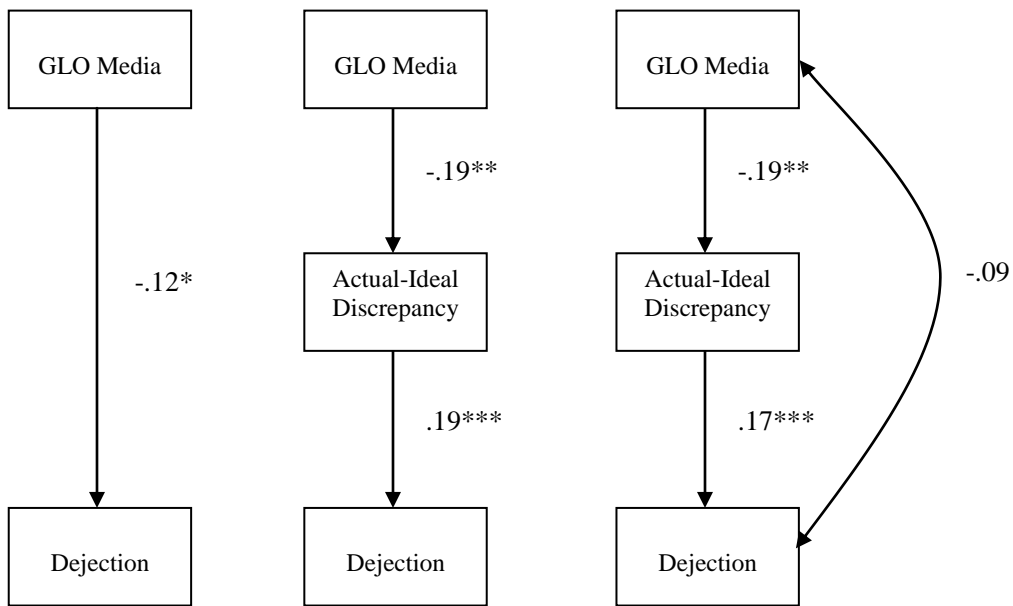 GLO Media
GLO Media
GLO Media
-.19**
-.19**
-.12*
Actual-Ideal
Discrepancy
Actual-Ideal
Discrepancy
-.09
.19***
.17***
Dejection
Dejection
Dejection